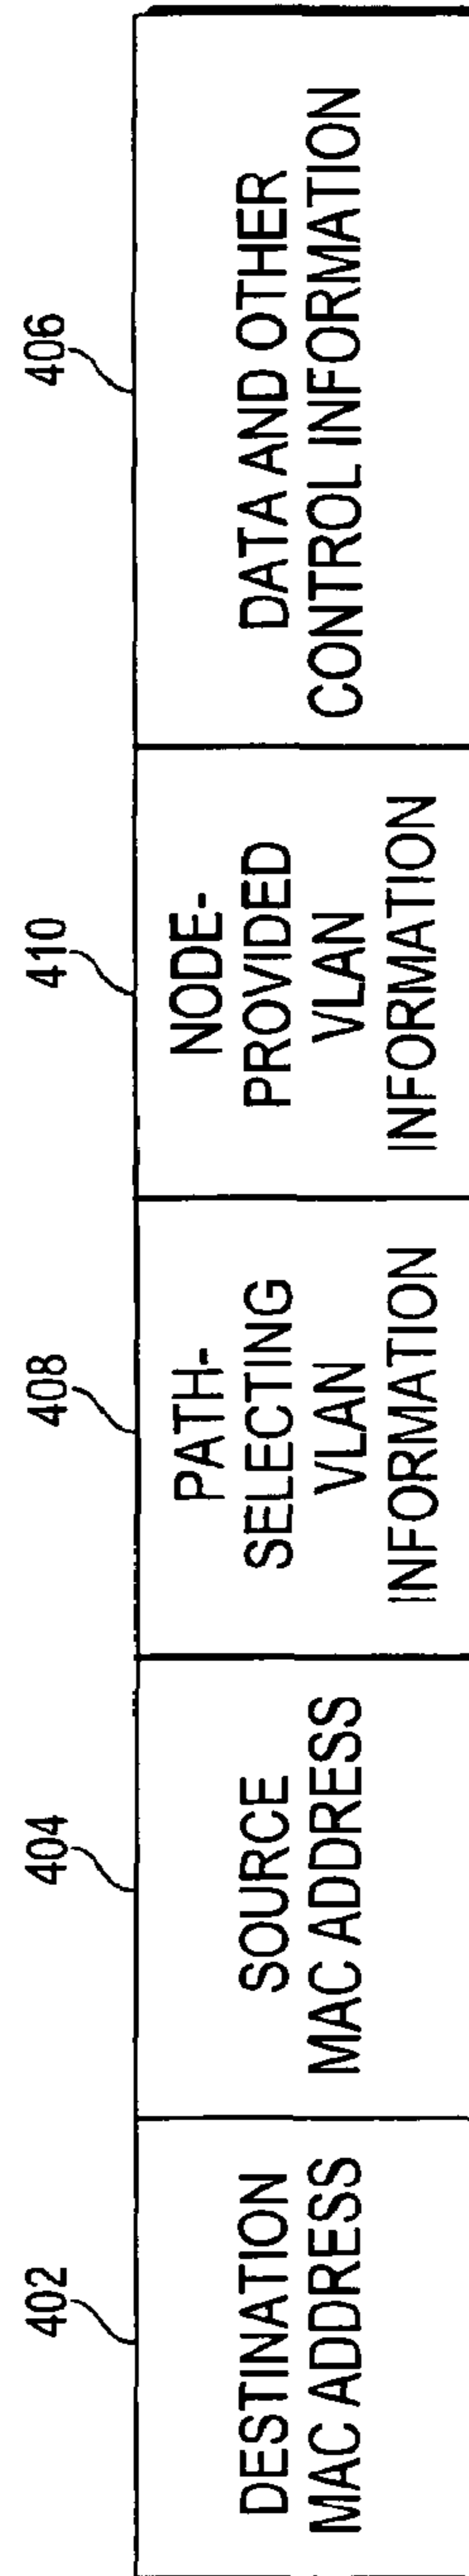 402
DESTINATION
MAC ADDRESS
404
SOURCE
MAC ADDRESS
408
PATH-
SELECTING
VLAN
INFORMATION
410
NODE-
PROVIDED
VLAN
INFORMATION
406
DATA AND OTHER
CONTROL INFORMATION